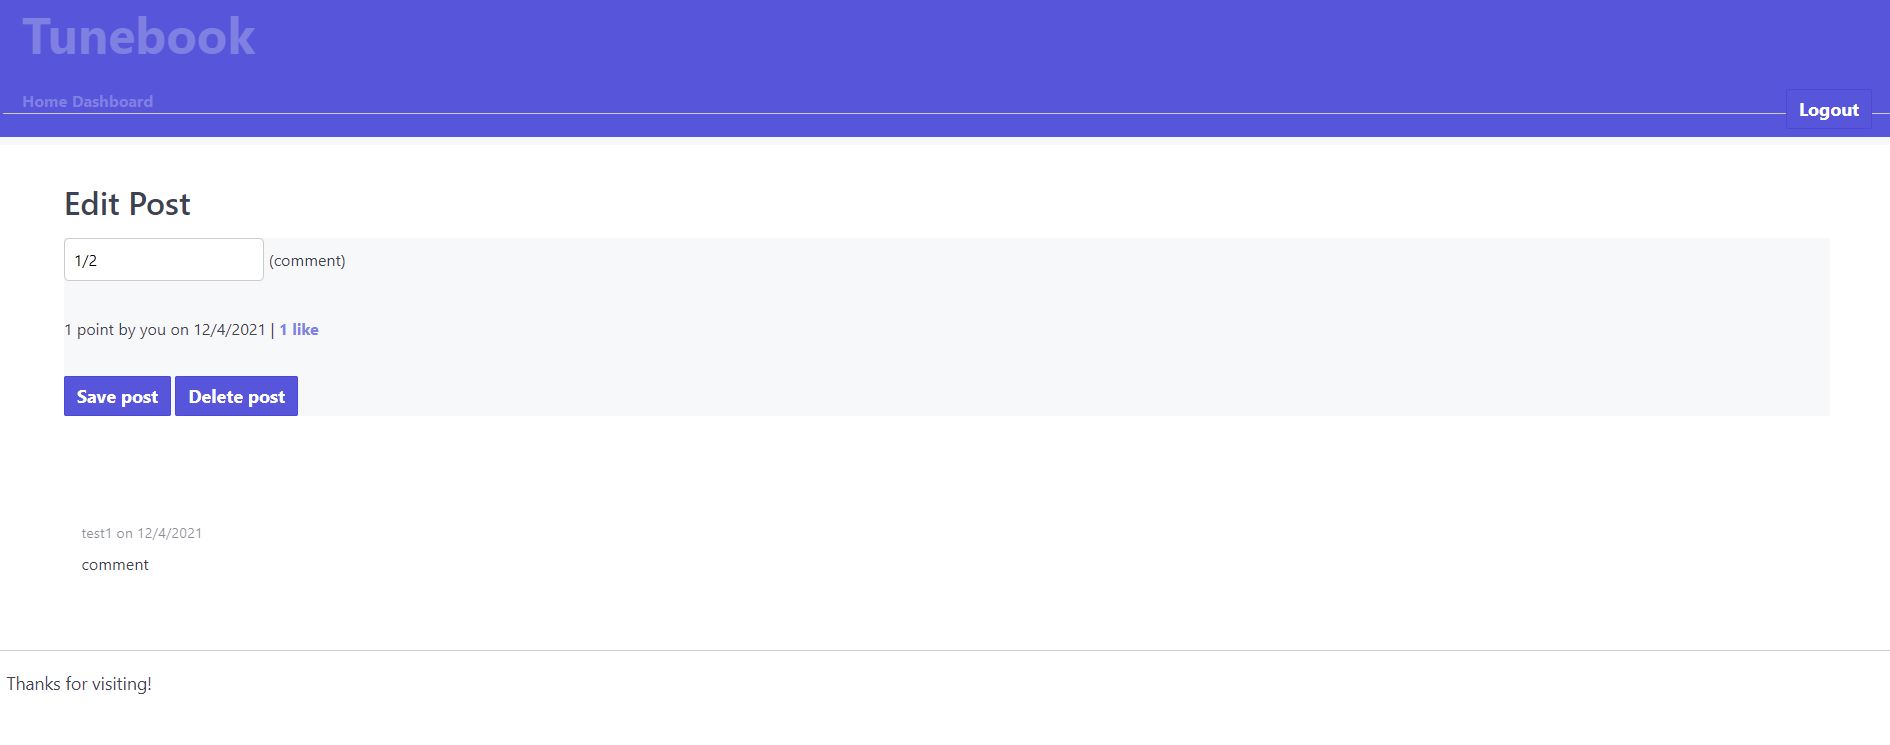 Tunebook
Home Dashboard
Logout
Edit Post
1/2 (comment)
1 point by you on 12/4/2021 | 1 like
Save post Delete post
test1 on 12/4/2021
comment
Thanks for visiting!